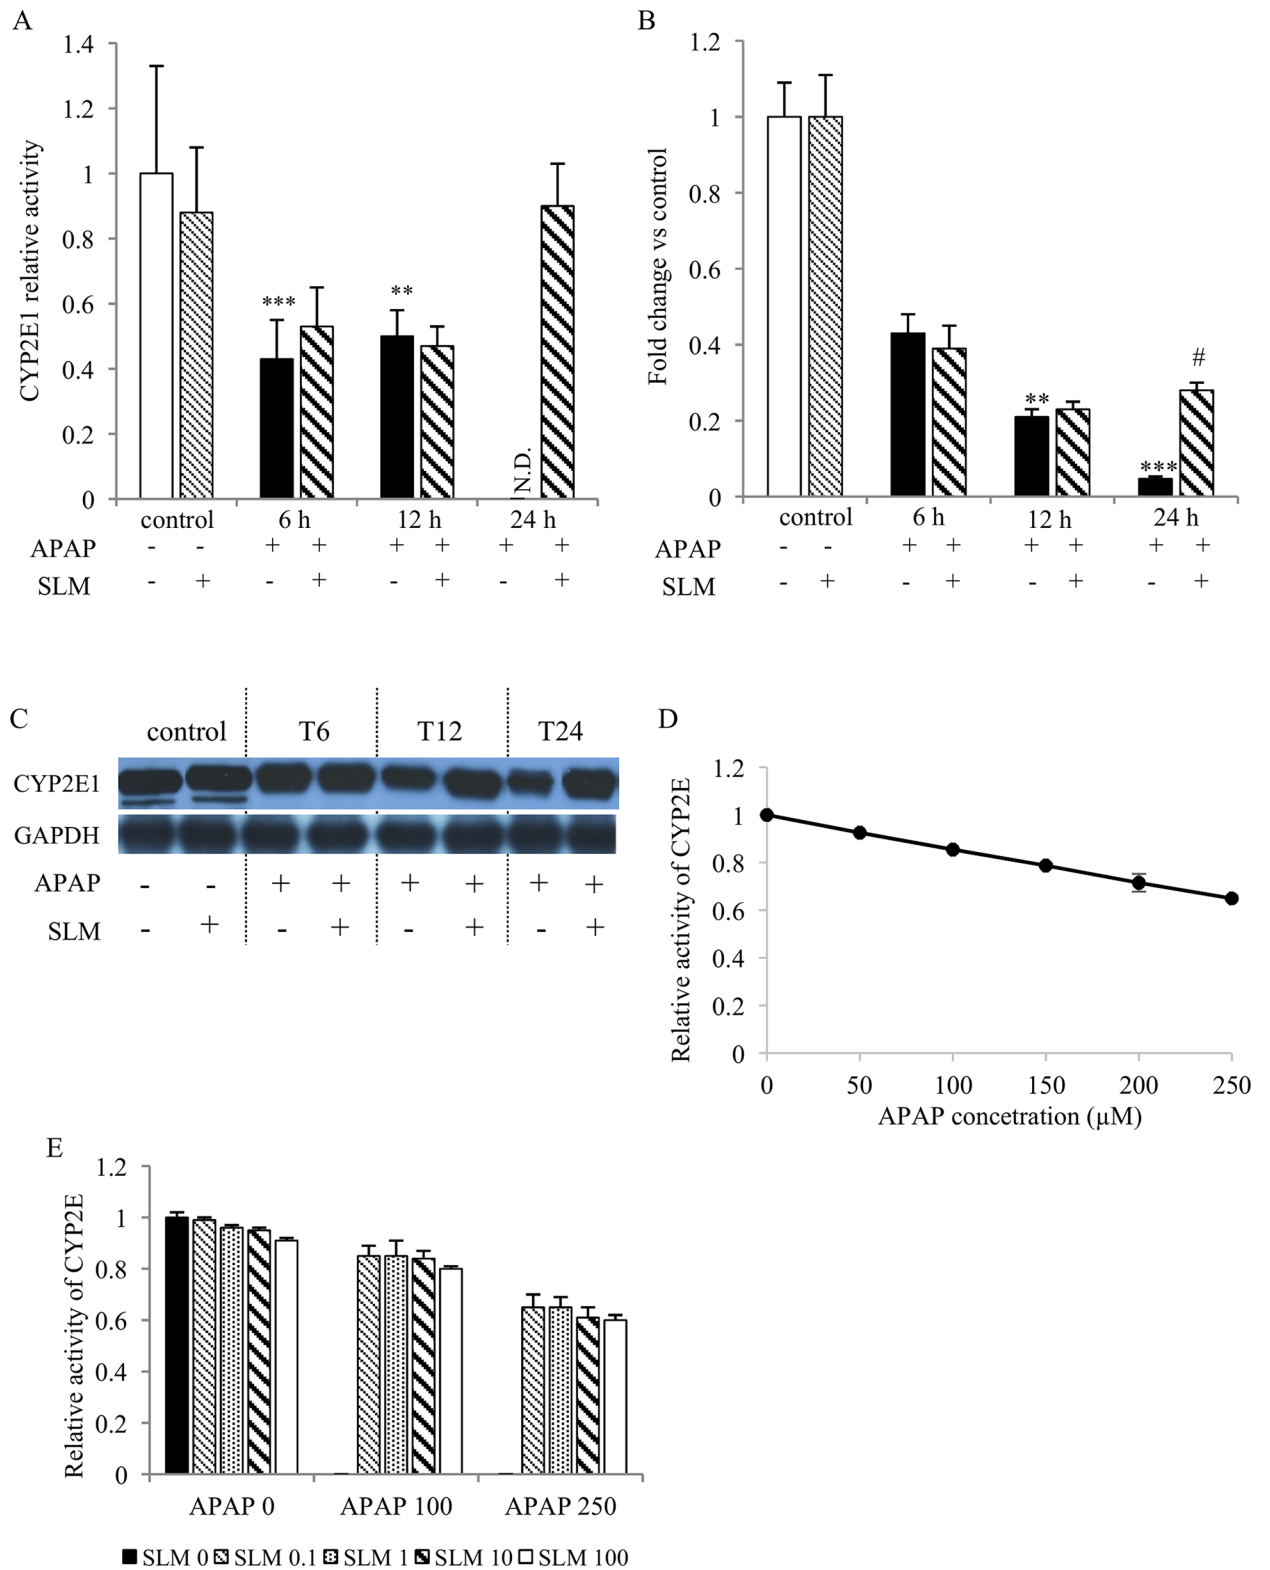 A
CYP2E1 relative activity
1.4
1.2
1
0.8
0.6
0.4
0.2
0
***
**
N.D.
control 6 h 12 h 24 h
APAP - - + + + + + +
SLM - + - + - + - +
B
Fold change vs control
1.2
1
0.8
0.6
0.4
0.2
0
**
***
#
control 6 h 12 h 24 h
APAP - - + + + + + +
SLM - + - + - + - +
C
control T6 T12 T24
CYP2E1
GAPDH
APAP - - + + + + + +
SLM - + - + - + - +
D
Relative activity of CYP2E
1.2
1
0.8
0.6
0.4
0.2
0
0 50 100 150 200 250
APAP concetration (µM)
E
Relative activity of CYP2E
1.2
1
0.8
0.6
0.4
0.2
0
APAP 0 APAP 100 APAP 250
SLM 0 SLM 0.1 SLM 1 SLM 10 SLM 100